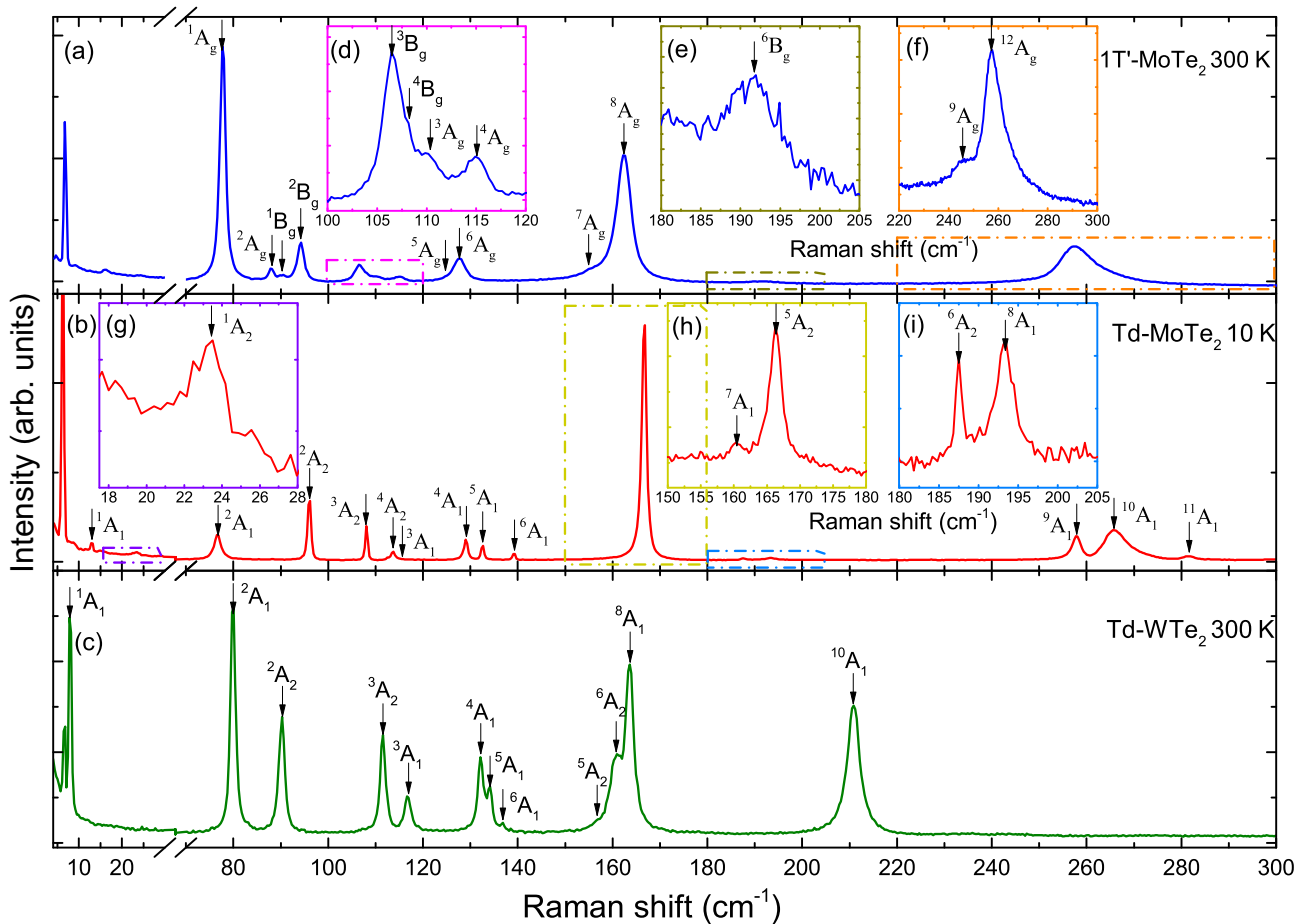 (a)
¹A_g
²A_g
¹B_g
²B_g
⁵A_g
⁶A_g
⁷A_g
⁸A_g
1T'-MoTe₂ 300 K
(d)
³B_g
⁴B_g
³A_g
⁴A_g
100 105 110 115 120
(e)
⁶B_g
180 185 190 195 200 205
(f)
¹²A_g
⁹A_g
220 240 260 280 300
Raman shift (cm⁻¹)
Intensity (arb. units)
(b)
¹A₁
²A₁
²A₂
³A₂
⁴A₂
³A₁
⁴A₁
⁵A₁
⁶A₁
⁹A₁
¹⁰A₁
¹¹A₁
Td-MoTe₂ 10 K
(g)
¹A₂
18 20 22 24 26 28
(h)
⁷A₁
⁵A₂
150 155 160 165 170 175 180
(i)
⁶A₂
⁸A₁
180 185 190 195 200 205
Raman shift (cm⁻¹)
(c)
¹A₁
²A₁
²A₂
³A₂
³A₁
⁴A₁
⁵A₁
⁶A₁
⁵A₂
⁶A₂
⁸A₁
¹⁰A₁
Td-WTe₂ 300 K
10 20 80 100 120 140 160 180 200 220 240 260 280 300
Raman shift (cm⁻¹)